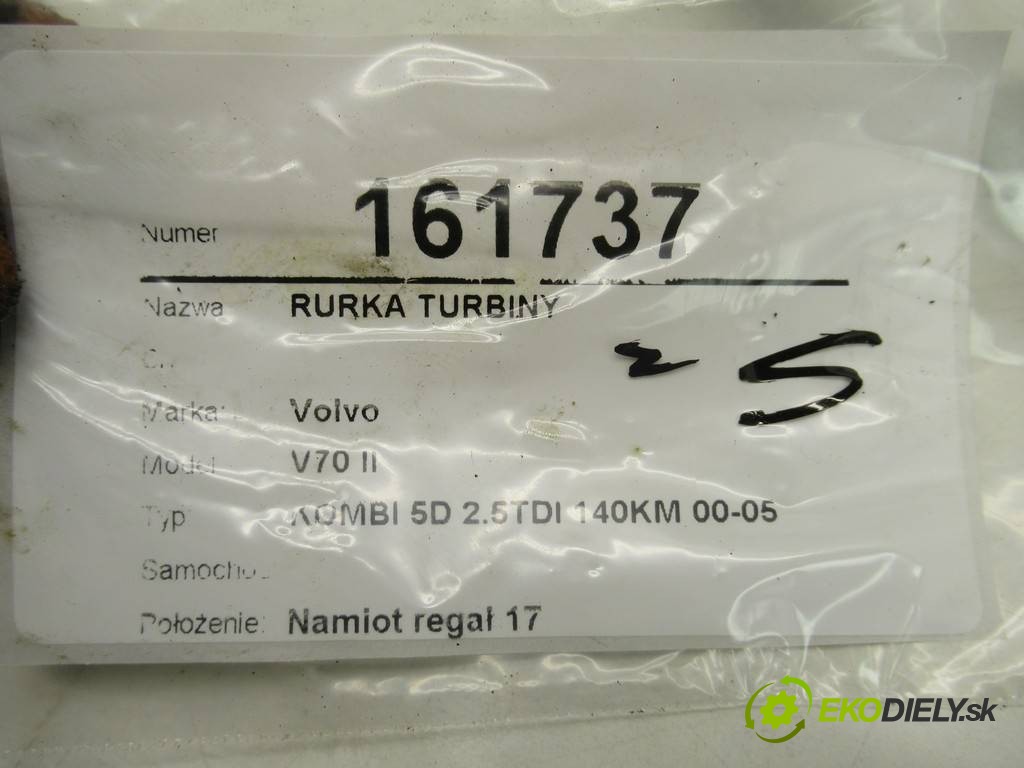 Numer 161737
Nazwa RURKA TURBINY
Marka: Volvo
Model V70 II
Typ KOMBI 5D 2.5TDI 140KM 00-05
5
Położenie: Namiot regał 17
EKODIELY.sk